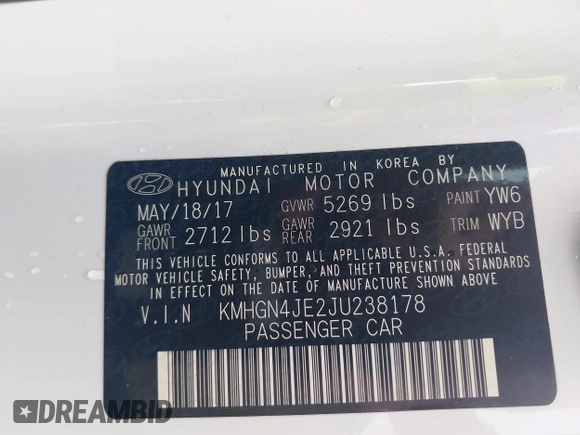 MANUFACTURED IN KOREA BY
HYUNDAI MOTOR COMPANY
MAY/18/17 GVWR 5269 lbs PAINT YW6
GAWR FRONT 2712 lbs GAWR REAR 2921 lbs TRIM WYB
THIS VEHICLE CONFORMS TO ALL APPLICABLE U.S.A. FEDERAL
MOTOR VEHICLE SAFETY, BUMPER, AND THEFT PREVENTION
STANDARDS IN EFFECT ON THE DATE OF MANUFACTURE SHOWN ABOVE.
V.I.N KMHGN4JE2JU238178
PASSENGER CAR
DREAMBID